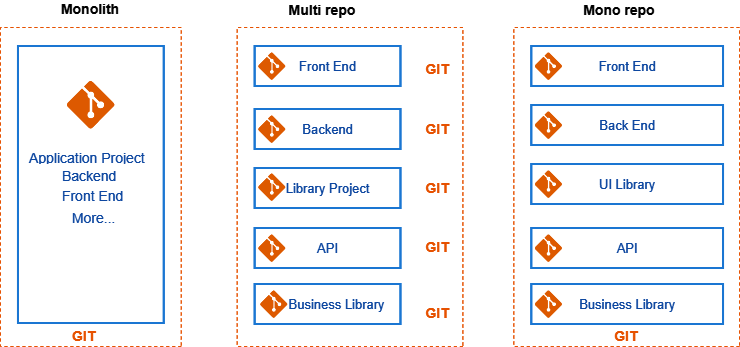 Monolith
Application Project
Backend
Front End
More...
GIT
Multi repo
Front End
GIT
Backend
GIT
Library Project
GIT
API
GIT
Business Library
GIT
Mono repo
Front End
Back End
UI Library
API
Business Library
GIT